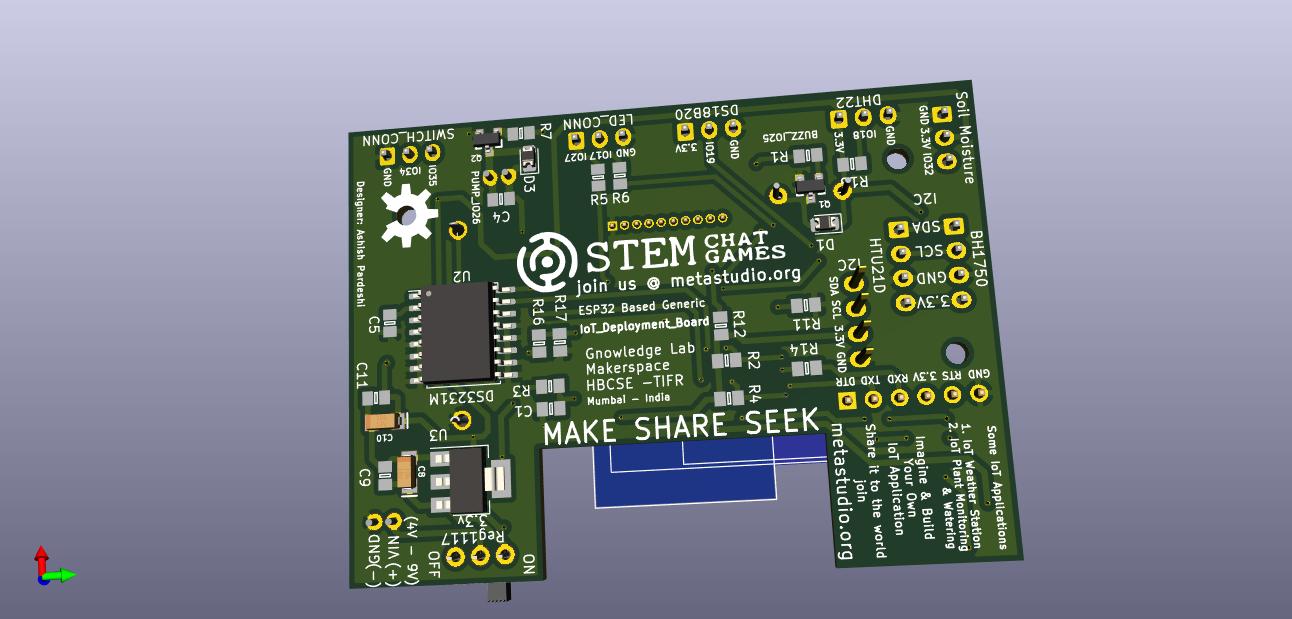 SWITCH_CONN
GND
IO34
IO35
R7
D3
PUMP_IO26
C4
LED_CONN
IO27
IO17
GND
R5
R6
DS18B20
3.3V
IO19
GND
BUZZ_IO25
R1
Q1
D1
DHT22
3.3V
IO18
GND
Soil Moisture
GND
3.3V
IO32
I2C
SDA
SCL
GND
3.3V
HTU21D
BH1750
I2C
SDA SCL 3.3V GND
Designer: Ashish Pardeshi
STEM CHAT
GAMES
join us @ metastudio.org
ESP32 Based Generic
IoT_Deployment_Board
Gnowledge Lab
Makerspace
HBCSE -TIFR
Mumbai - India
MAKE SHARE SEEK
U2
DS3231M
C5
R16
R17
R12
R11
R2
R14
R4
R3
C1
C11
C10
U3
C9
C8
3.3V
Reg1117
GND(-)
VIN(+)
(4V - 9V)
OFF
ON
DTR
TXD
RXD
3.3V
RTS
GND
metastudio.org
join
Share it to the world
IoT Application
Your Own
Imagine & Build
Some IoT Applications
1. IoT Weather Station
2. IoT Plant Monitoring
& Watering